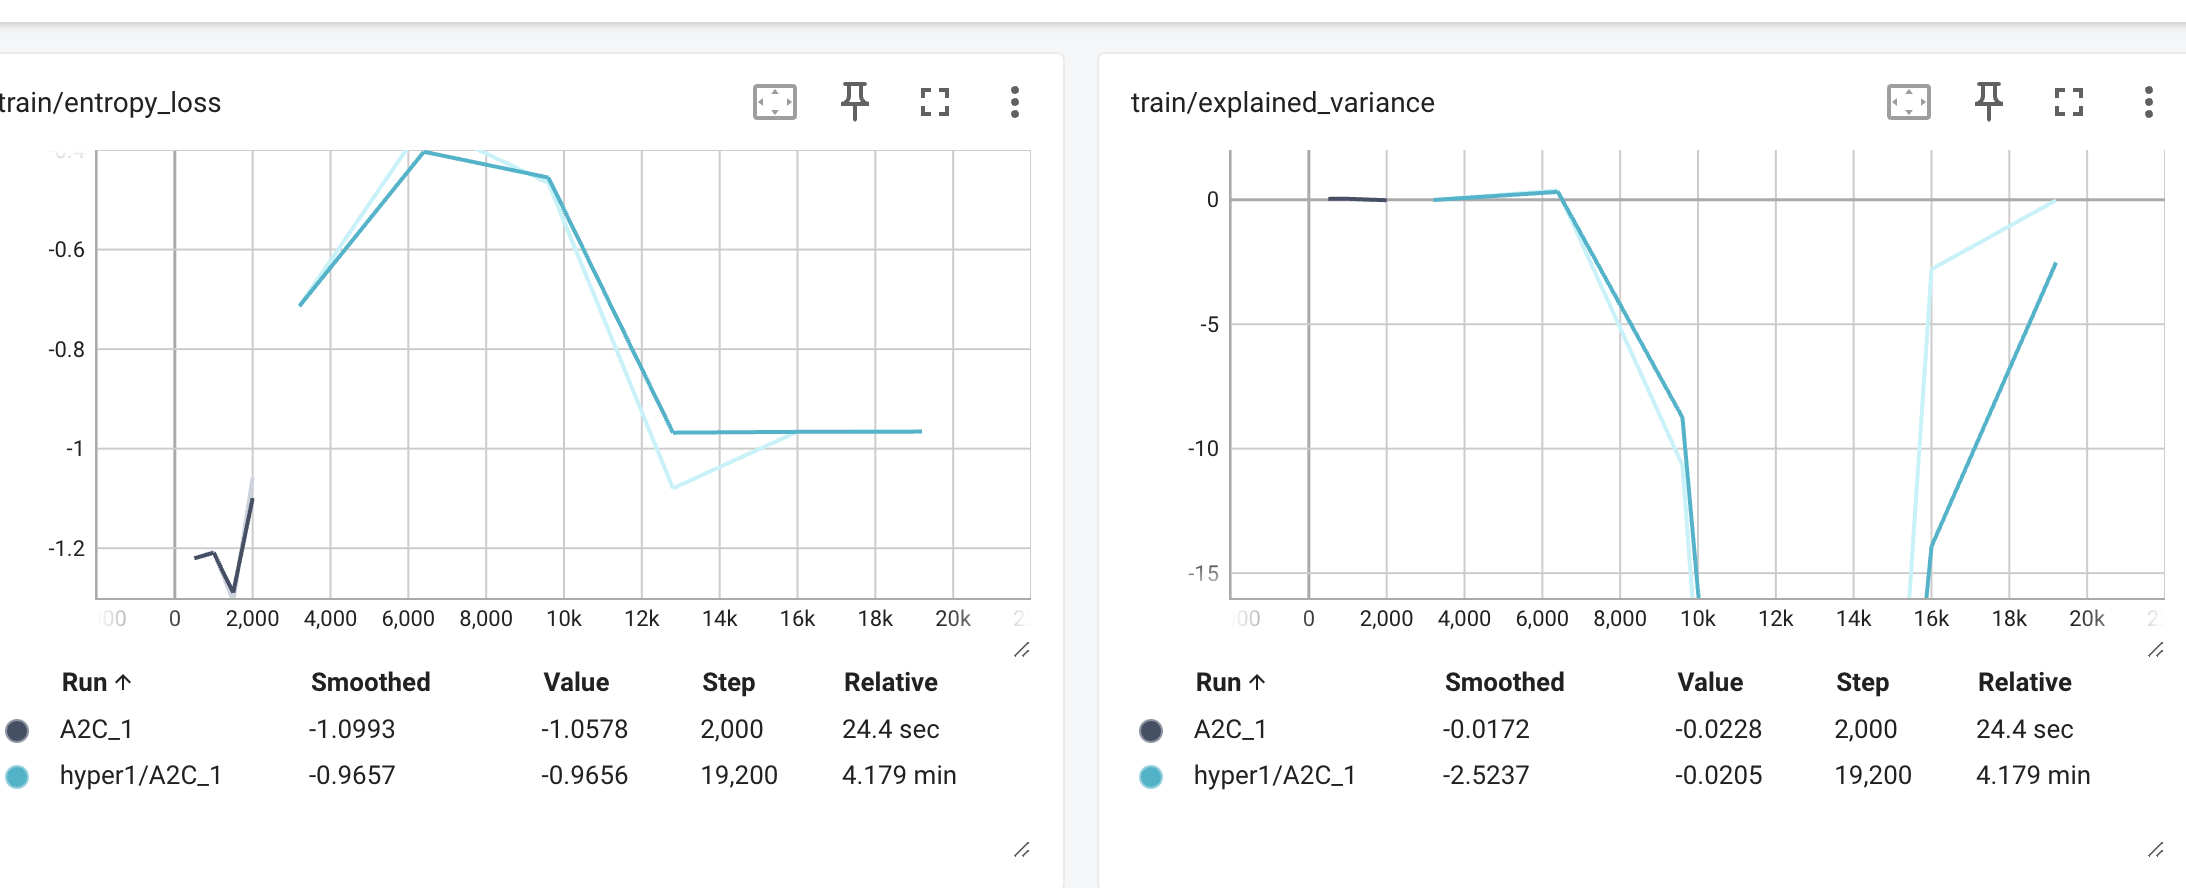 train/entropy_loss
-0.4
-0.6
-0.8
-1
-1.2
0 2,000 4,000 6,000 8,000 10k 12k 14k 16k 18k 20k
Run ↑ Smoothed Value Step Relative
A2C_1 -1.0993 -1.0578 2,000 24.4 sec
hyper1/A2C_1 -0.9657 -0.9656 19,200 4.179 min
train/explained_variance
0
-5
-10
-15
0 2,000 4,000 6,000 8,000 10k 12k 14k 16k 18k 20k
Run ↑ Smoothed Value Step Relative
A2C_1 -0.0172 -0.0228 2,000 24.4 sec
hyper1/A2C_1 -2.5237 -0.0205 19,200 4.179 min